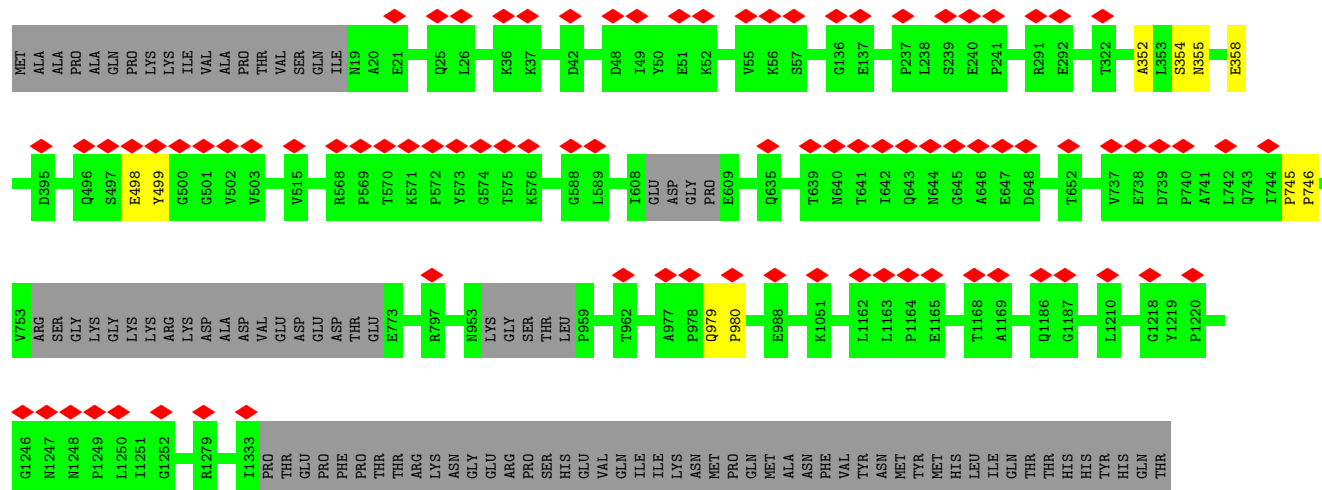 MET ALA ALA PRO ALA GLN PRO LYS LYS ILE VAL ALA PRO THR VAL SER GLN ILE N19 A20 E21 Q25 L26 K36 K37 D42 D48 I49 Y50 E51 K52 V55 K56 S57 G136 E137 P237 L238 S239 E240 P241 R291 E292 T322 A352 L353 S354 N355 E358
D395 Q496 S497 E498 Y499 G500 G501 V502 V503 V515 R568 P569 T570 K571 P572 Y573 G574 T575 K576 G588 L589 I608 GLU ASP GLY PRO E609 Q635 T639 N640 T641 I642 Q643 N644 G645 A646 E647 D648 T652 V737 E738 D739 P740 A741 L742 Q743 I744 P745 P746
V753 ARG SER GLY LYS GLY LYS LYS ARG LYS ASP ALA ASP VAL GLU ASP GLU ASP THR GLU E773 R797 N953 LYS GLY SER THR LEU P959 T962 A977 P978 Q979 P980 E988 K1051 L1162 L1163 P1164 E1165 T1168 A1169 Q1186 G1187 L1210 G1218 Y1219 P1220
G1246 N1247 N1248 P1249 L1250 I1251 G1252 R1279 I1333 PRO THR GLU PRO PHE PRO THR THR ARG LYS ASN GLY GLU ARG PRO SER HIS GLU VAL GLN ILE ILE LYS ASN MET PRO GLN MET ALA ASN PHE VAL TYR ASN MET TYR MET HIS LEU ILE GLN THR THR HIS HIS TYR HIS GLN THR